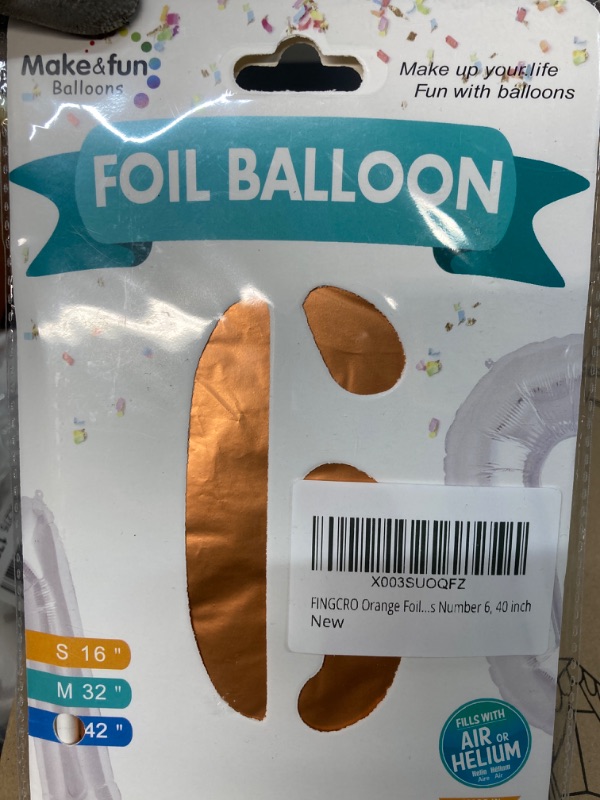 Make&fun
Balloons
Make up your life
Fun with balloons
FOIL BALLOON
X003SUOQFZ
FINGCRO Orange Foil...s Number 6, 40 inch
New
S 16 "
M 32 "
42 "
FILLS WITH
AIR OR
HELIUM